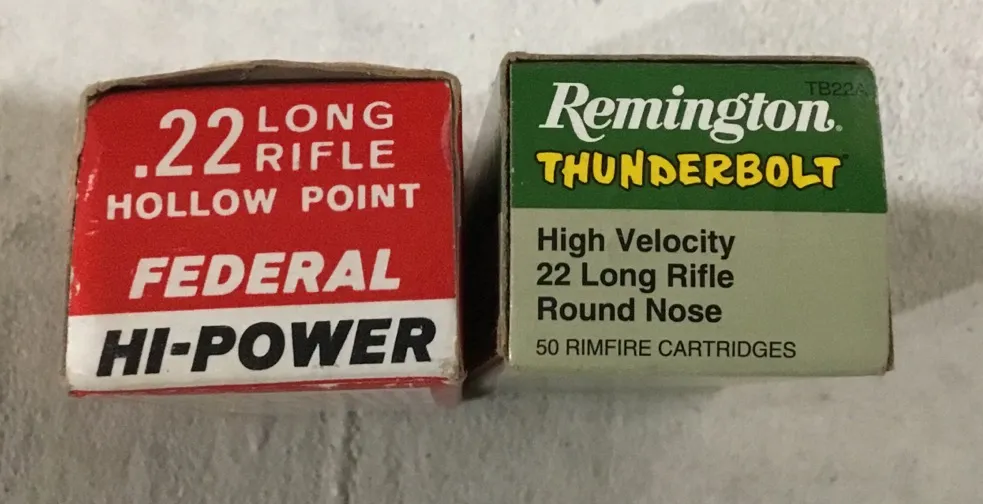 .22 LONG RIFLE
HOLLOW POINT
FEDERAL
HI-POWER
TB22A
Remington.
THUNDERBOLT
High Velocity
22 Long Rifle
Round Nose
50 RIMFIRE CARTRIDGES